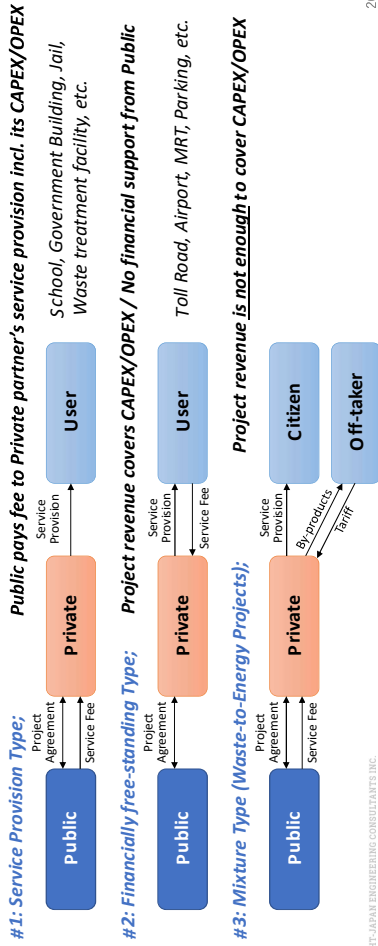 #1: Service Provision Type;
Public pays fee to Private partner's service provision incl. its CAPEX/OPEX
Public
Project
Agreement
Service Fee
Private
Service
Provision
User
School, Government Building, Jail,
Waste treatment facility, etc.
#2: Financially free-standing Type;
Project revenue covers CAPEX/OPEX / No financial support from Public
Public
Project
Agreement
Private
Service
Provision
Service Fee
User
Toll Road, Airport, MRT, Parking, etc.
#3: Mixture Type (Waste-to-Energy Projects);
Project revenue is not enough to cover CAPEX/OPEX
Public
Project
Agreement
Service Fee
Private
Service
Provision
By-products
Tariff
Citizen
Off-taker
T-JAPAN ENGINEERING CONSULTANTS INC.